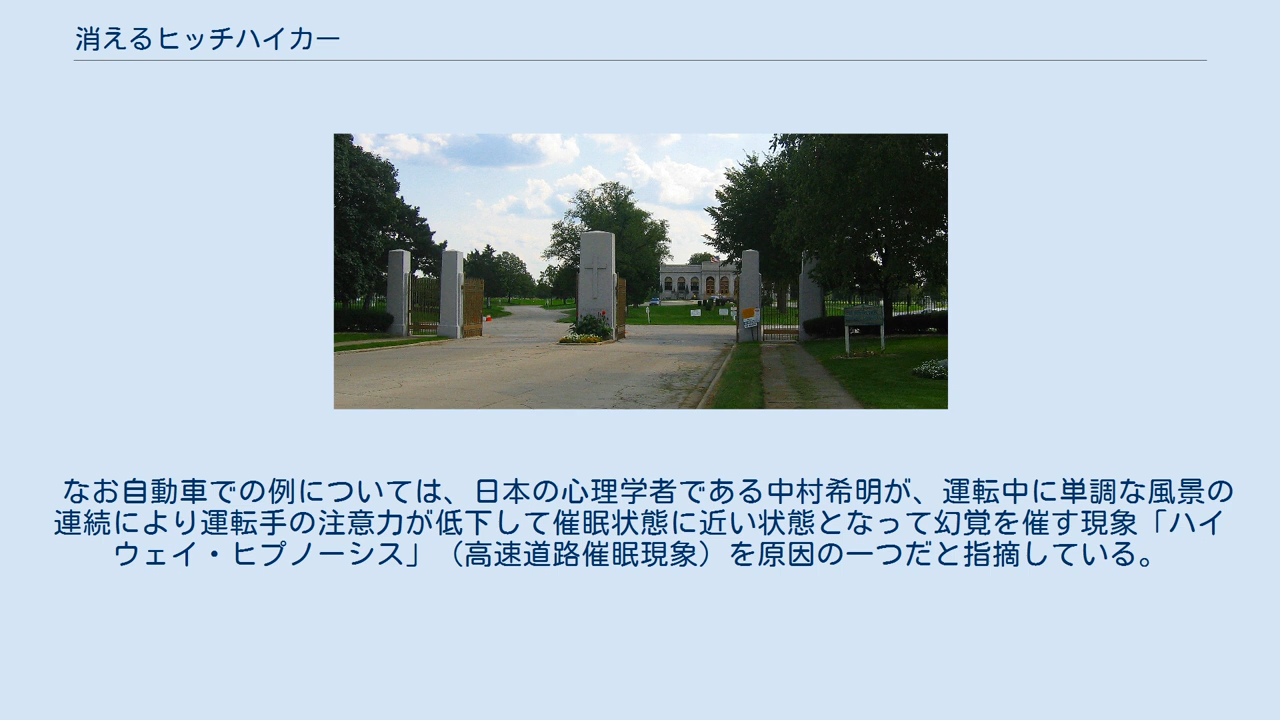 消えるヒッチハイカー
なお自動車での例については、日本の心理学者である中村希明が、運転中に単調な風景の
連続により運転手の注意力が低下して催眠状態に近い状態となって幻覚を催す現象「ハイ
ウェイ・ヒプノーシス」（高速道路催眠現象）を原因の一つだと指摘している。